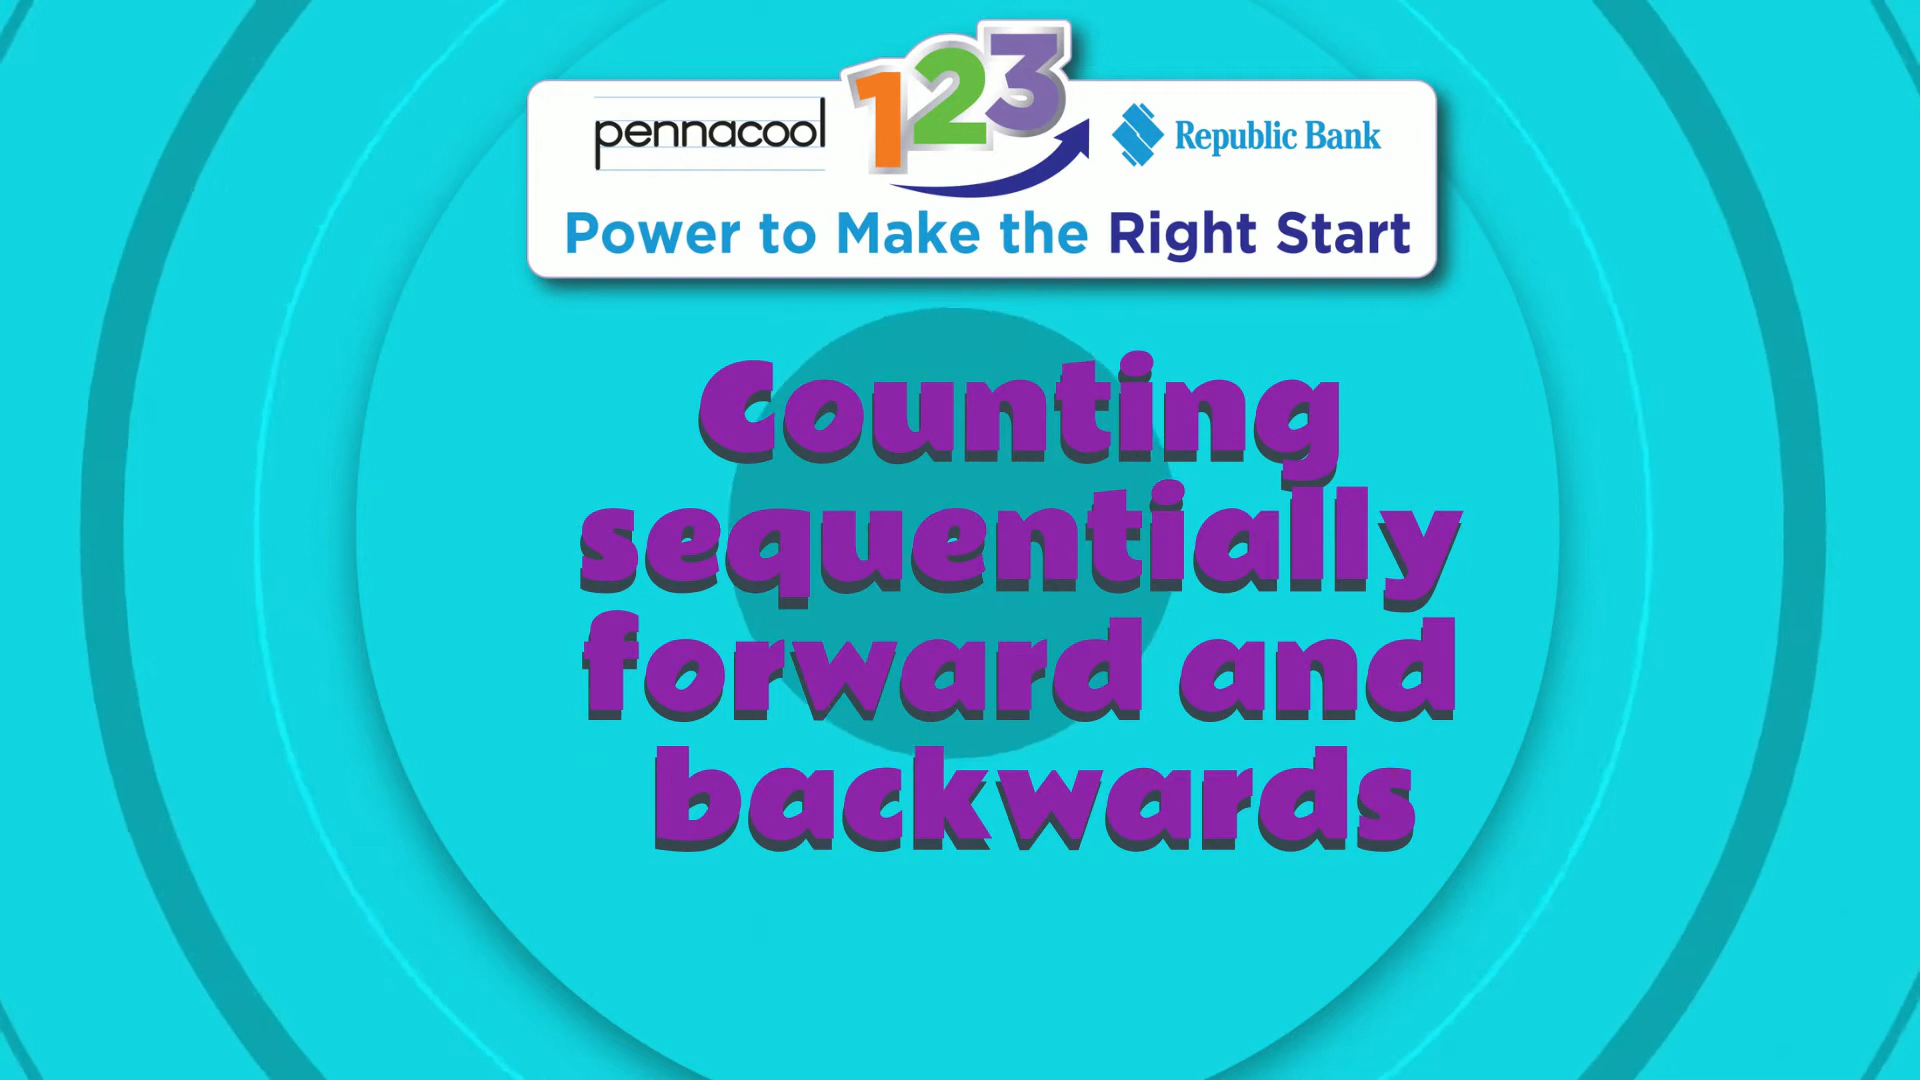 pennacool 123 Republic Bank
Power to Make the Right Start
Counting
sequentially
forward and
backwards